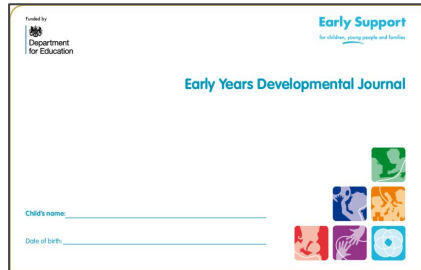 Funded by
Department
for Education
Early Support
for children, young people and families
Early Years Developmental Journal
Child's name:
Date of birth: